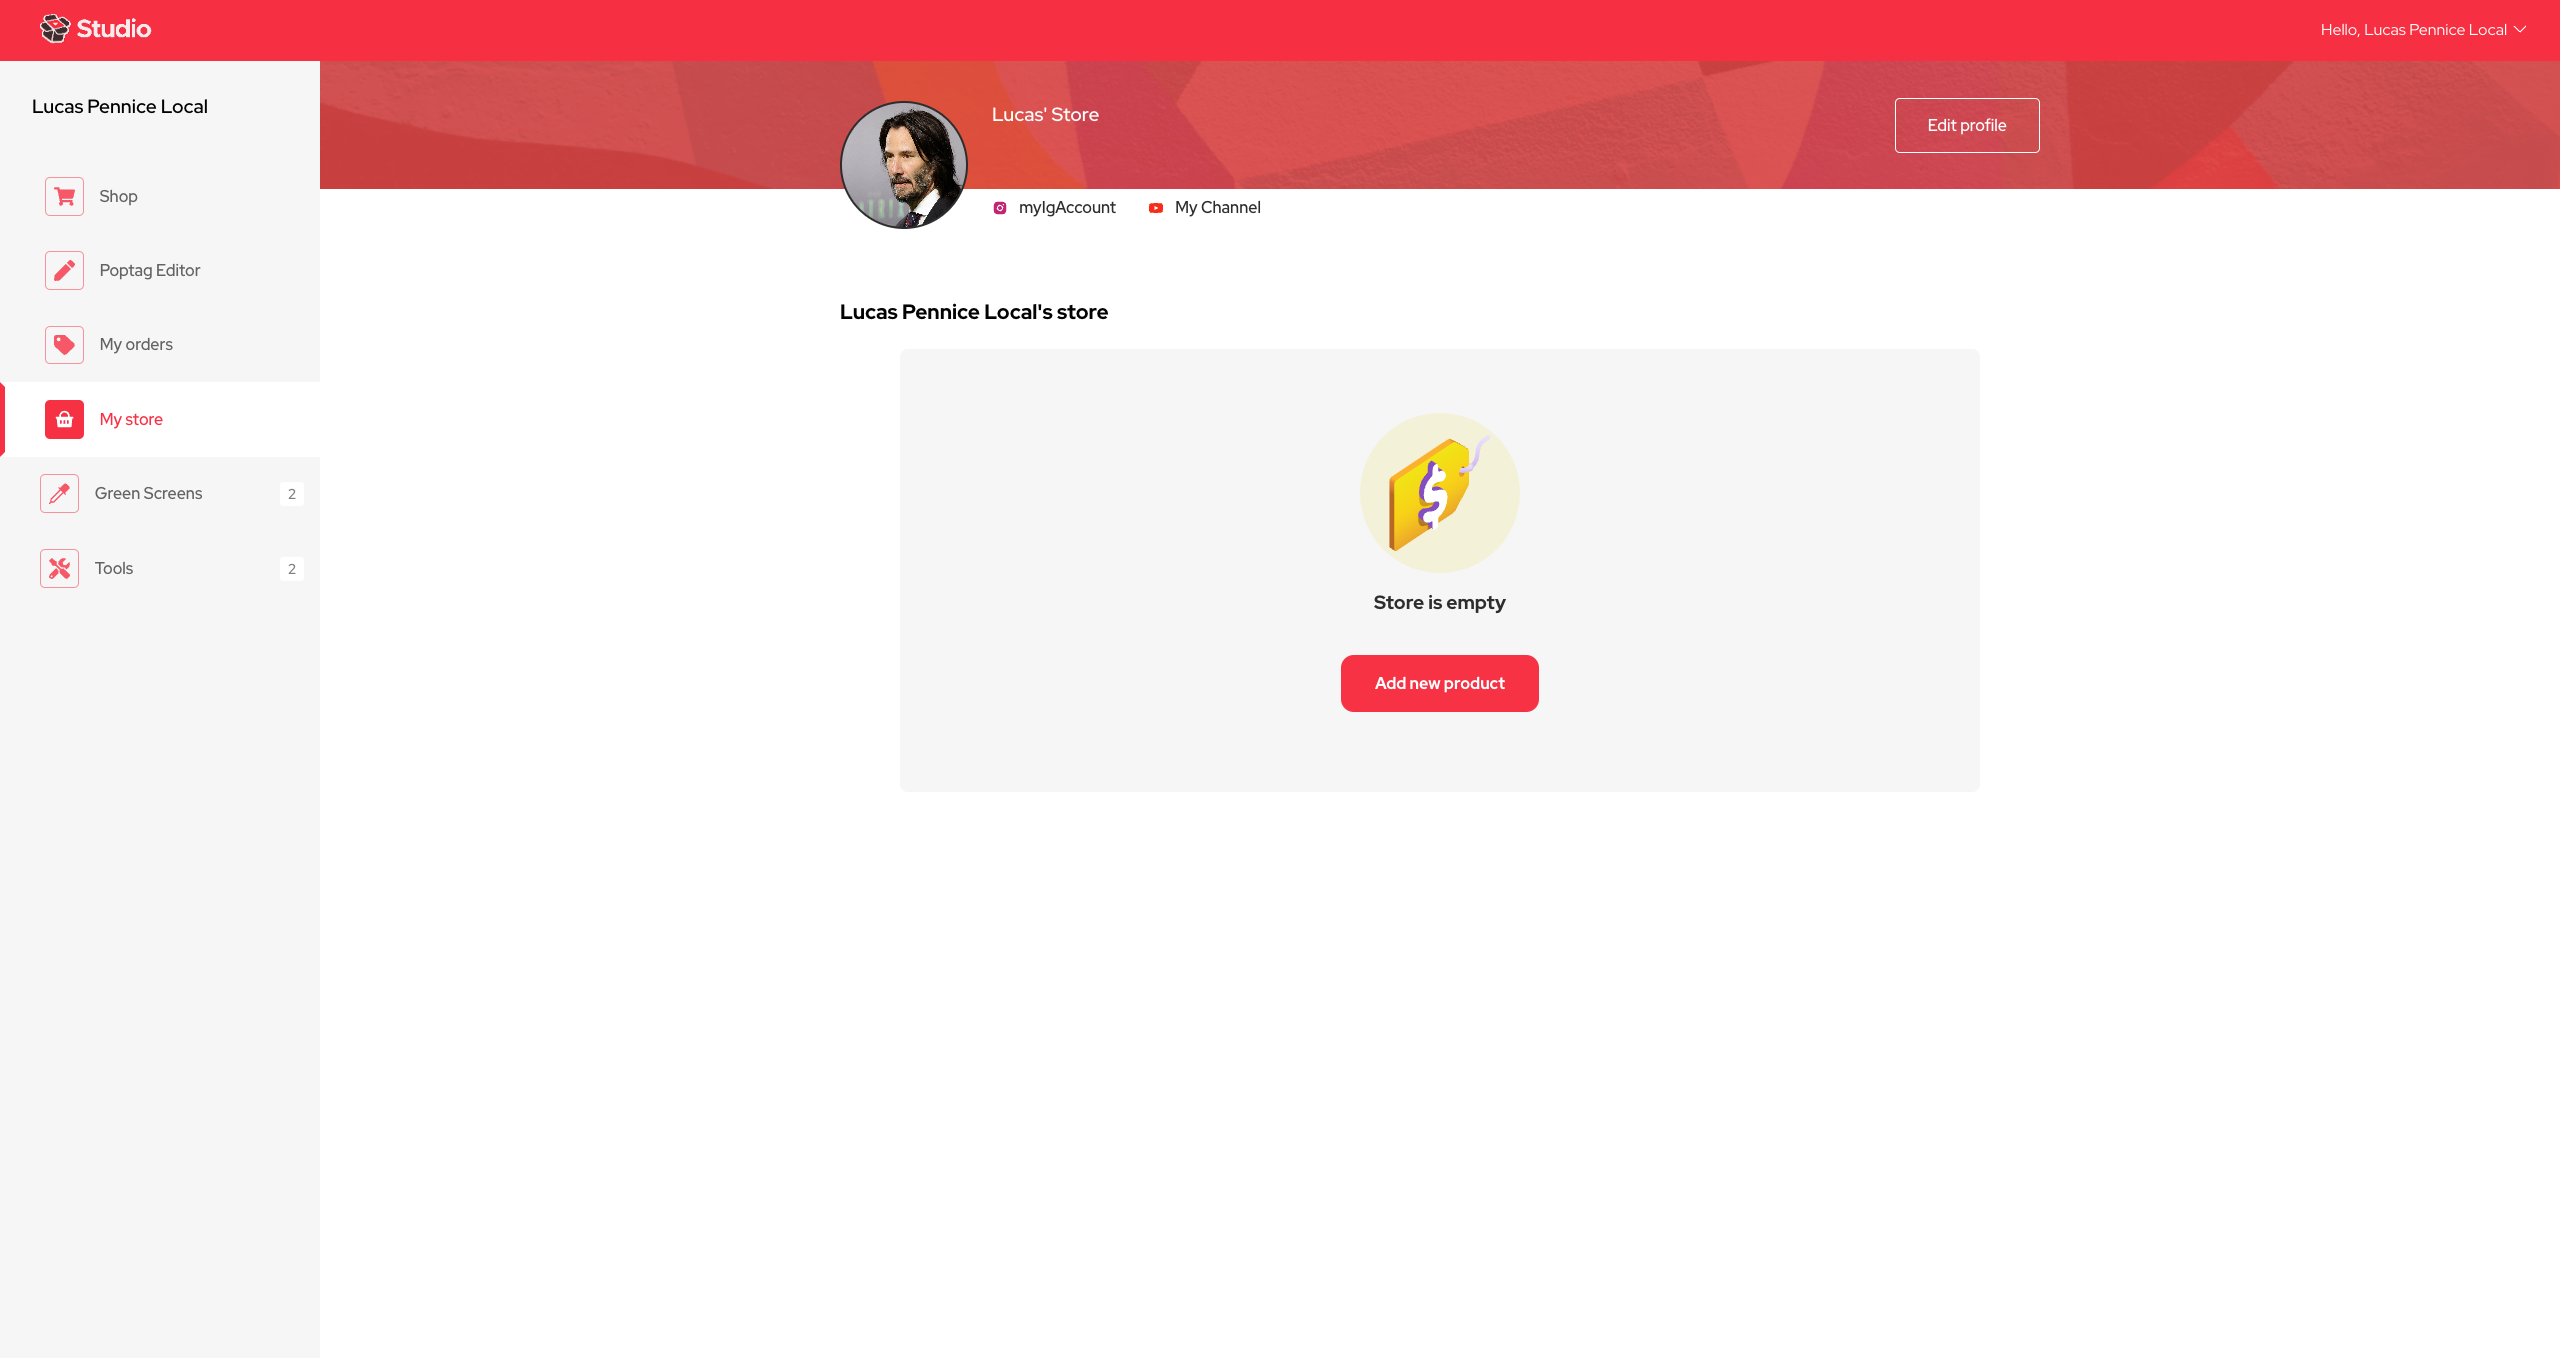 Studio
Hello, Lucas Pennice Local
Lucas Pennice Local
Shop
Poptag Editor
My orders
My store
Green Screens 2
Tools 2
Lucas' Store
Edit profile
myIgAccount My Channel
Lucas Pennice Local's store
Store is empty
Add new product